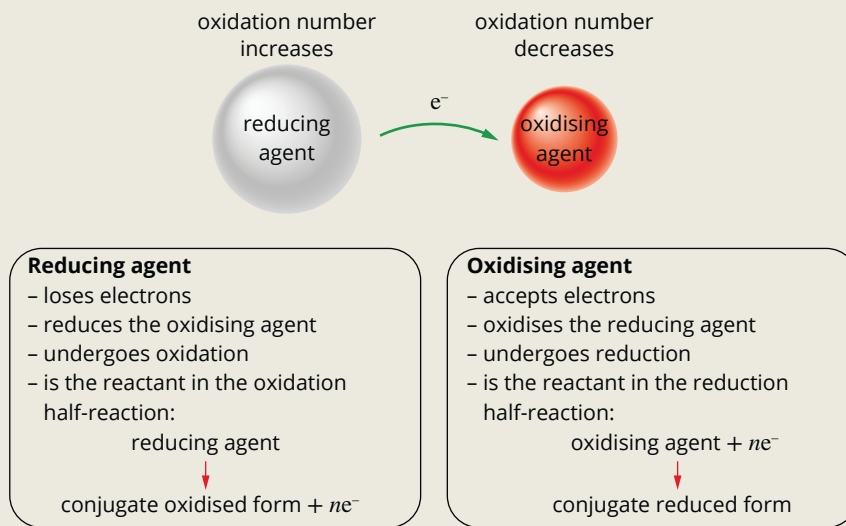 oxidation number
increases
oxidation number
decreases
e⁻
reducing
agent
oxidising
agent
Reducing agent
– loses electrons
– reduces the oxidising agent
– undergoes oxidation
– is the reactant in the oxidation
half-reaction:
reducing agent
conjugate oxidised form + ne⁻
Oxidising agent
– accepts electrons
– oxidises the reducing agent
– undergoes reduction
– is the reactant in the reduction
half-reaction:
oxidising agent + ne⁻
conjugate reduced form